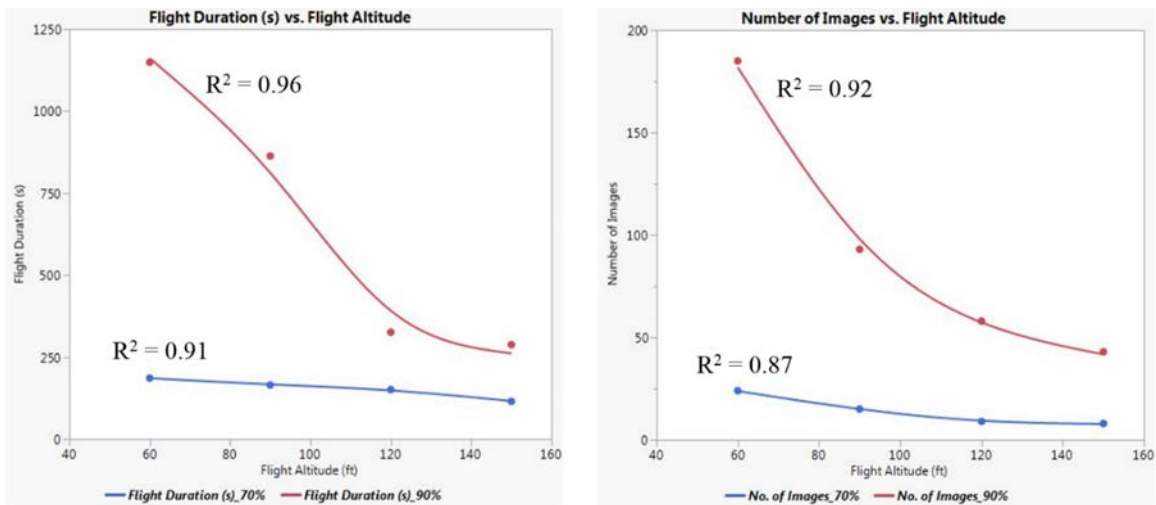 Flight Duration (s) vs. Flight Altitude
1250
1000
750
500
250
0
Flight Duration (s)
R² = 0.96
R² = 0.91
40 60 80 100 120 140 160
Flight Altitude (ft)
Flight Duration (s)_70% Flight Duration (s)_90%
Number of Images vs. Flight Altitude
200
150
100
50
0
Number of Images
R² = 0.92
R² = 0.87
40 60 80 100 120 140 160
Flight Altitude (ft)
No. of Images_70% No. of Images_90%